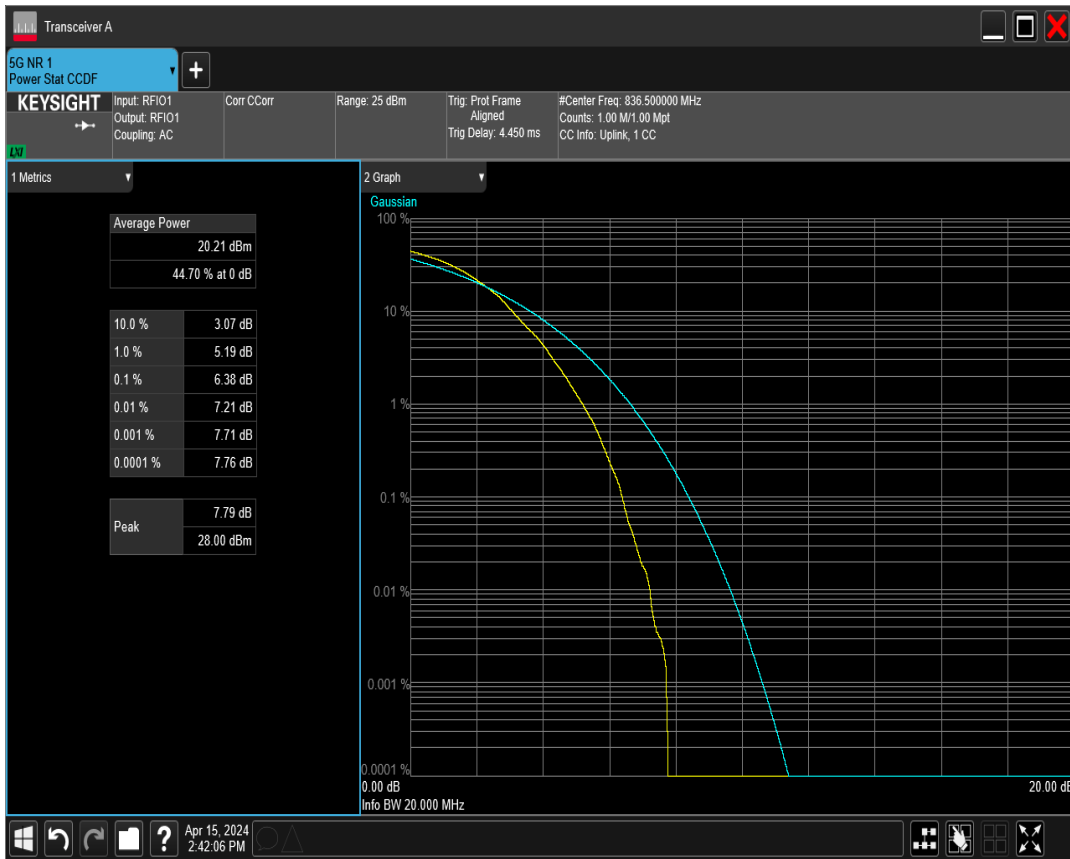 Transceiver A
5G NR 1
Power Stat CCDF
KEYSIGHT
LXI
Input: RFIO1
Output: RFIO1
Coupling: AC
Corr CCorr
Range: 25 dBm
Trig: Prot Frame
Aligned
Trig Delay: 4.450 ms
#Center Freq: 836.500000 MHz
Counts: 1.00 M/1.00 Mpt
CC Info: Uplink, 1 CC
1 Metrics
Average Power
20.21 dBm
44.70 % at 0 dB
10.0 % 3.07 dB
1.0 % 5.19 dB
0.1 % 6.38 dB
0.01 % 7.21 dB
0.001 % 7.71 dB
0.0001 % 7.76 dB
Peak 7.79 dB
28.00 dBm
2 Graph
Gaussian
100 %
10 %
1 %
0.1 %
0.01 %
0.001 %
0.0001 %
0.00 dB 20.00 dB
Info BW 20.000 MHz
Apr 15, 2024
2:42:06 PM